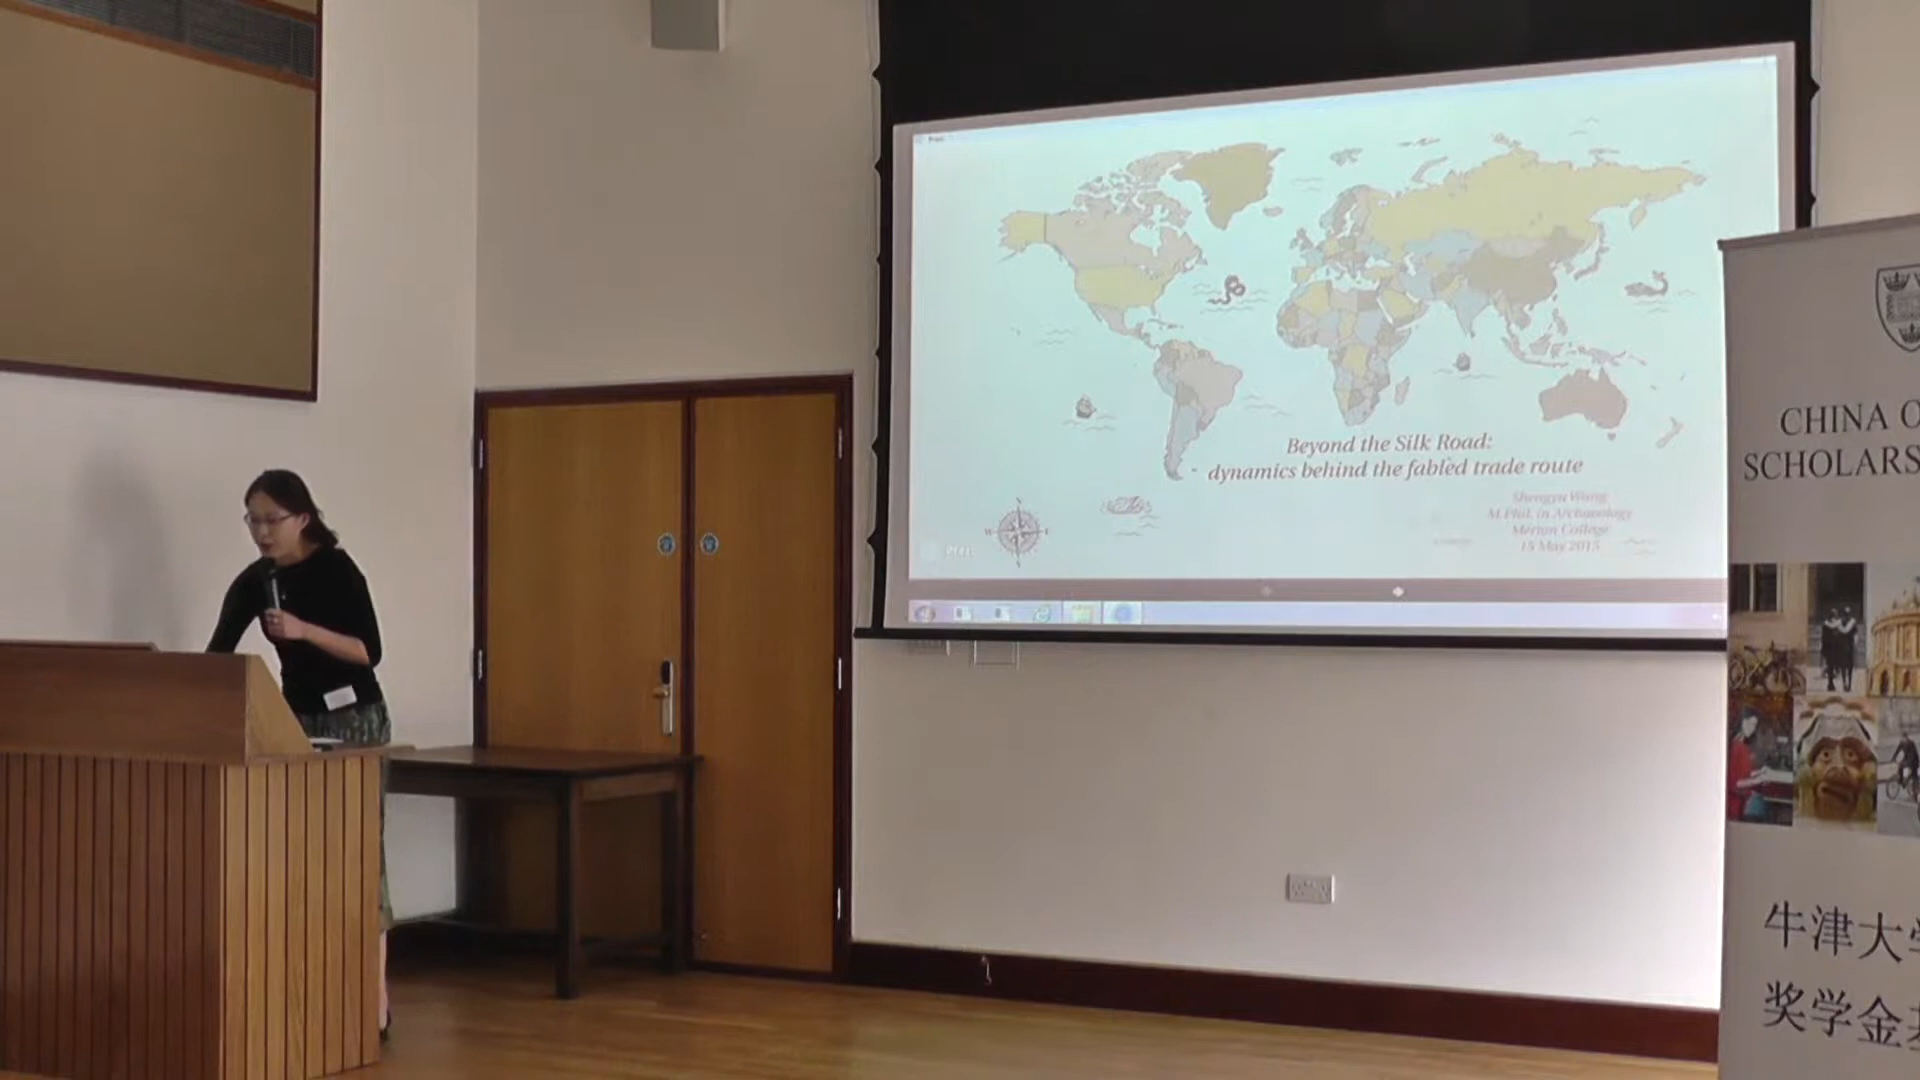 Beyond the Silk Road:
dynamics behind the fabled trade route
Shengyu Wang
M.Phil. in Archaeology
Merton College
15 May 2015
CHINA
SCHOLARS
牛津大
奖学金